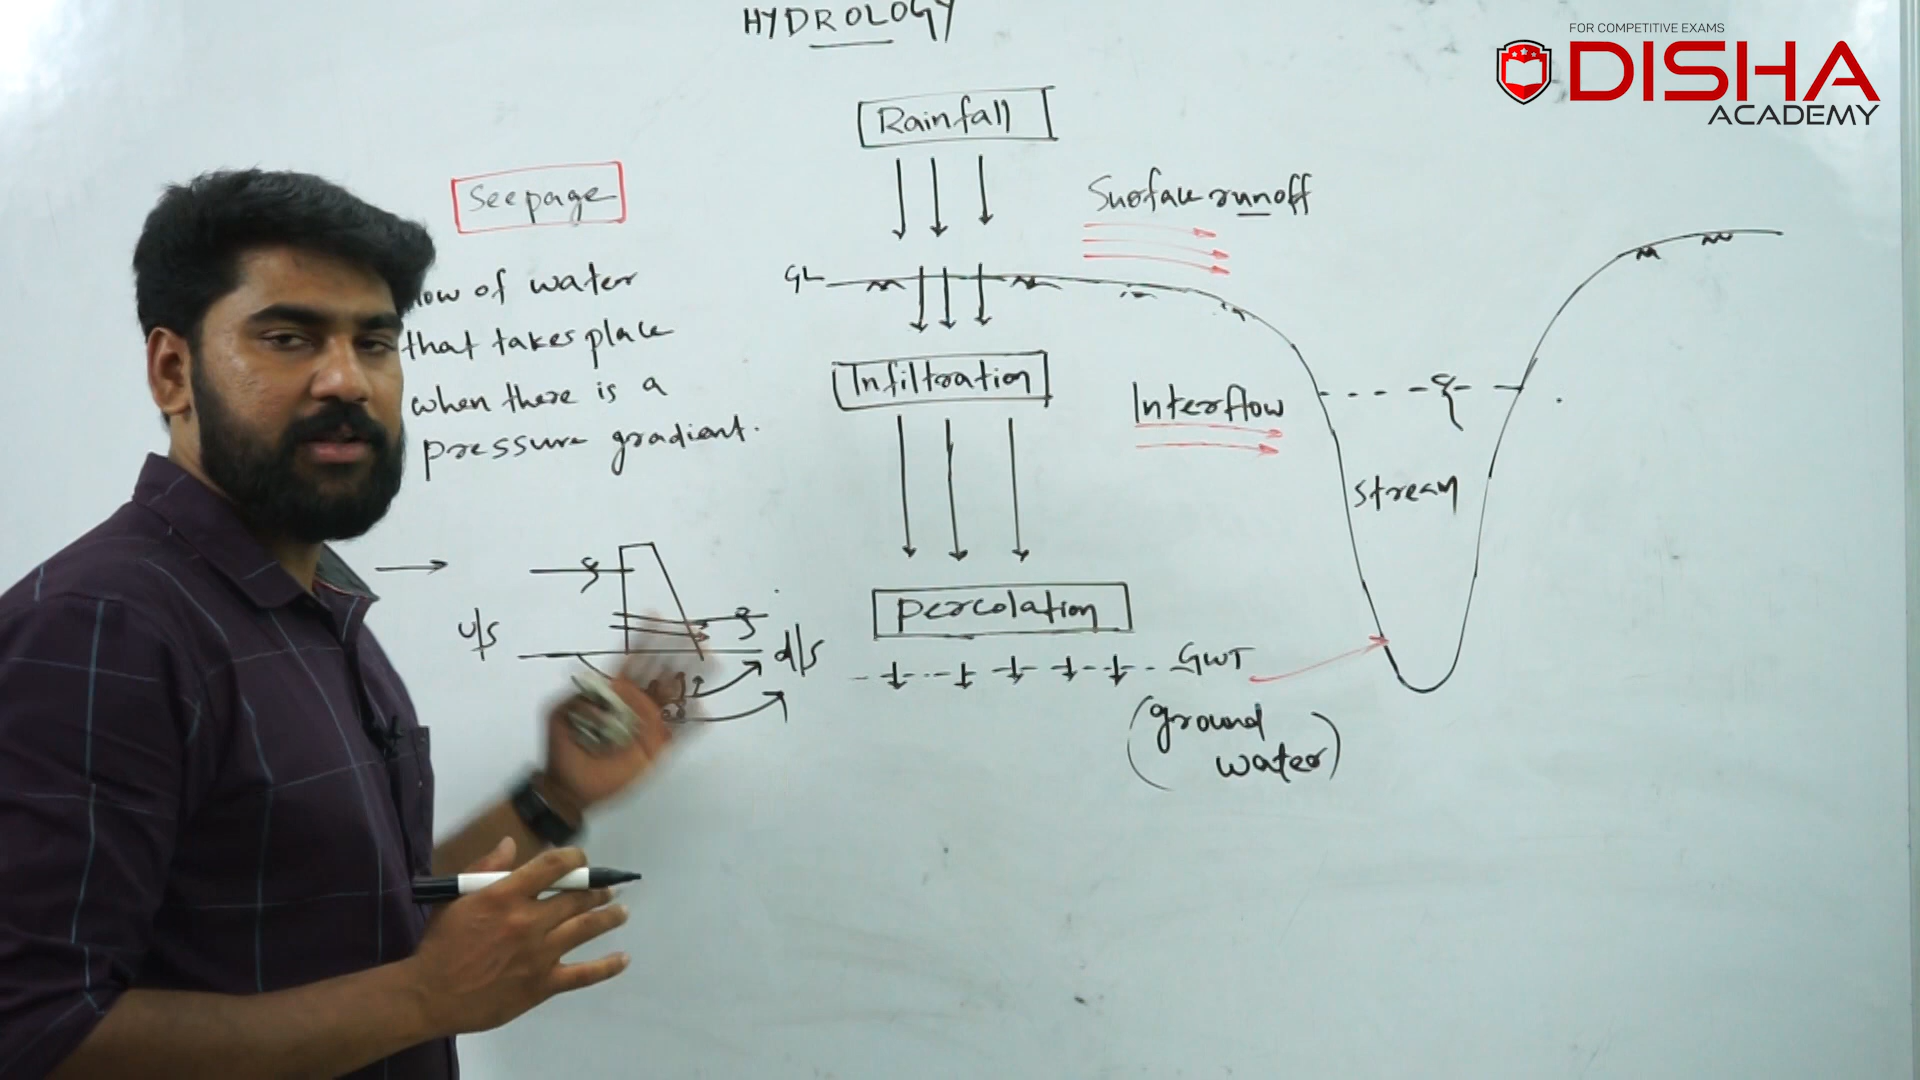 HYDROLOGY
FOR COMPETITIVE EXAMS
DISHA
ACADEMY
Seepage
low of water
that takes place
when there is a
pressure gradient.
u/s
d/s
Rainfall
Surface runoff
GL
Infiltration
Interflow
Stream
Percolation
GWT
(ground
water)